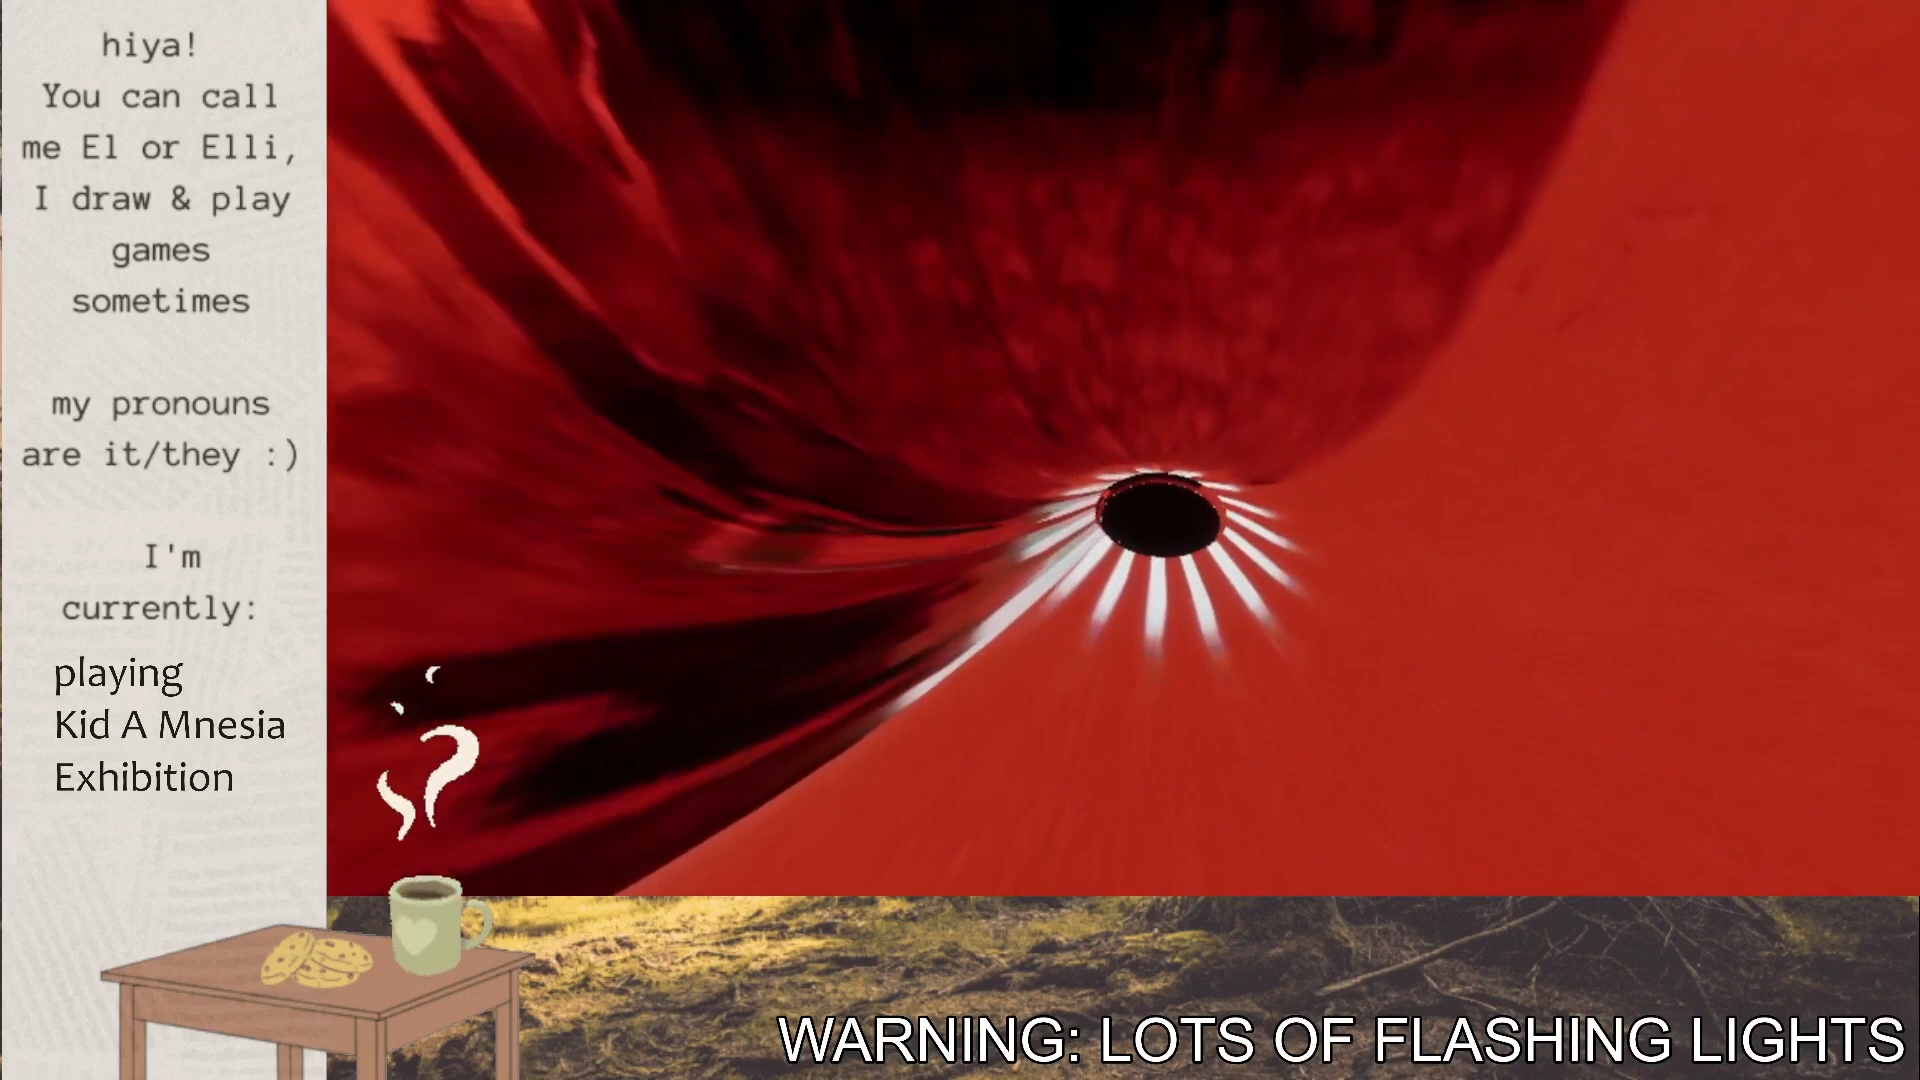 hiya!
You can call
me El or Elli,
I draw & play
games
sometimes
my pronouns
are it/they :)
I'm
currently:
playing
Kid A Mnesia
Exhibition
WARNING: LOTS OF FLASHING LIGHTS